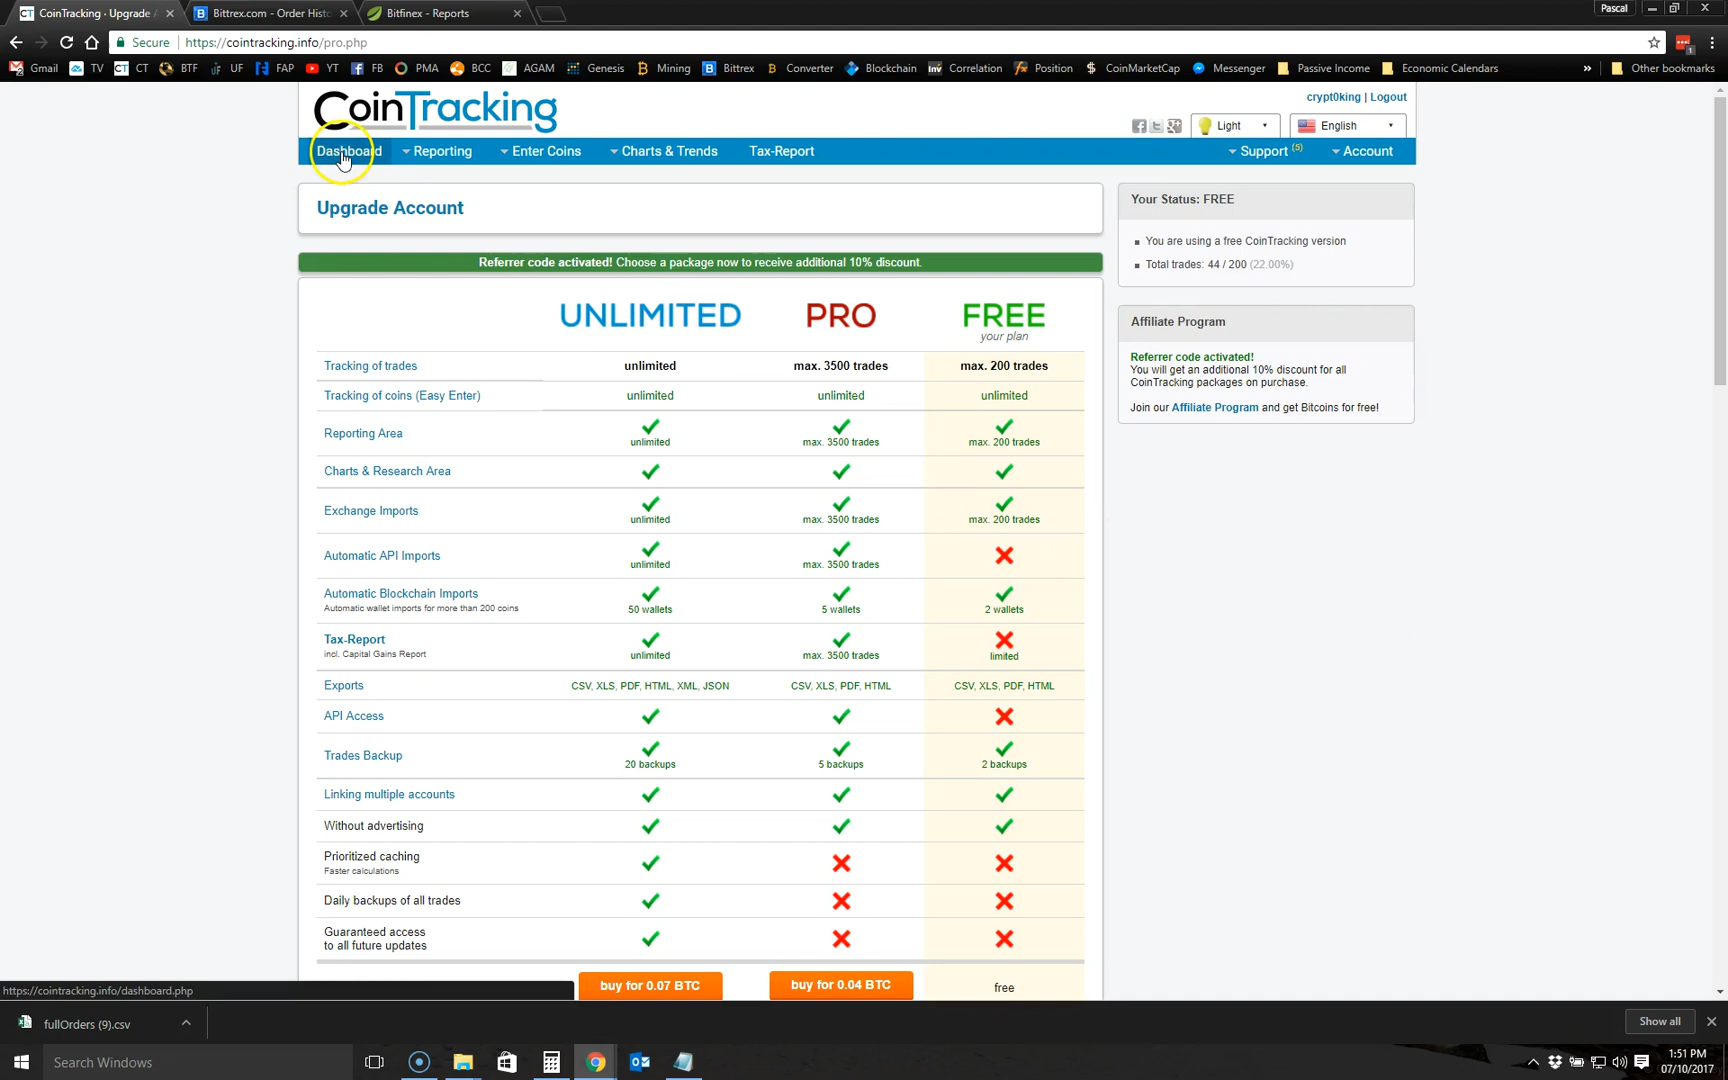 CoinTracking · Upgrade A
Bittrex.com - Order Histo
Bitfinex - Reports
Pascal
Secure https://cointracking.info/pro.php
Gmail TV CT BTF UF FAP YT FB PMA BCC AGAM Genesis Mining Bittrex Converter Blockchain Correlation Position CoinMarketCap Messenger Passive Income Economic Calendars » Other bookmarks
CoinTracking
crypt0king | Logout
Light English
Dashboard Reporting Enter Coins Charts & Trends Tax-Report Support (5) Account
Upgrade Account
Your Status: FREE
You are using a free CoinTracking version
Total trades: 44 / 200 (22.00%)
Referrer code activated! Choose a package now to receive additional 10% discount.
Affiliate Program
Referrer code activated!
You will get an additional 10% discount for all
CoinTracking packages on purchase.
Join our Affiliate Program and get Bitcoins for free!
UNLIMITED PRO FREE
your plan
Tracking of trades unlimited max. 3500 trades max. 200 trades
Tracking of coins (Easy Enter) unlimited unlimited unlimited
Reporting Area
unlimited max. 3500 trades max. 200 trades
Charts & Research Area
Exchange Imports
unlimited max. 3500 trades max. 200 trades
Automatic API Imports
unlimited max. 3500 trades
Automatic Blockchain Imports
Automatic wallet imports for more than 200 coins 50 wallets 5 wallets 2 wallets
Tax-Report
incl. Capital Gains Report unlimited max. 3500 trades limited
Exports CSV, XLS, PDF, HTML, XML, JSON CSV, XLS, PDF, HTML CSV, XLS, PDF, HTML
API Access
Trades Backup
20 backups 5 backups 2 backups
Linking multiple accounts
Without advertising
Prioritized caching
Faster calculations
Daily backups of all trades
Guaranteed access
to all future updates
buy for 0.07 BTC buy for 0.04 BTC free
https://cointracking.info/dashboard.php
fullOrders (9).csv
Show all
Search Windows
1:51 PM
07/10/2017